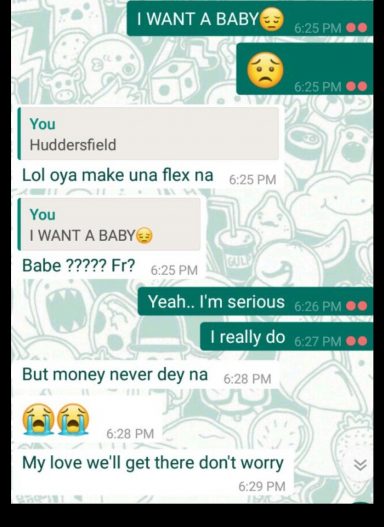 I WANT A BABY😔 6:25 PM
😟 6:25 PM
You
Huddersfield
Lol oya make una flex na 6:25 PM
You
I WANT A BABY😔
Babe ????? Fr? 6:25 PM
Yeah.. I'm serious 6:26 PM
I really do 6:27 PM
But money never dey na 6:28 PM
😭😭 6:28 PM
My love we'll get there don't worry
6:29 PM